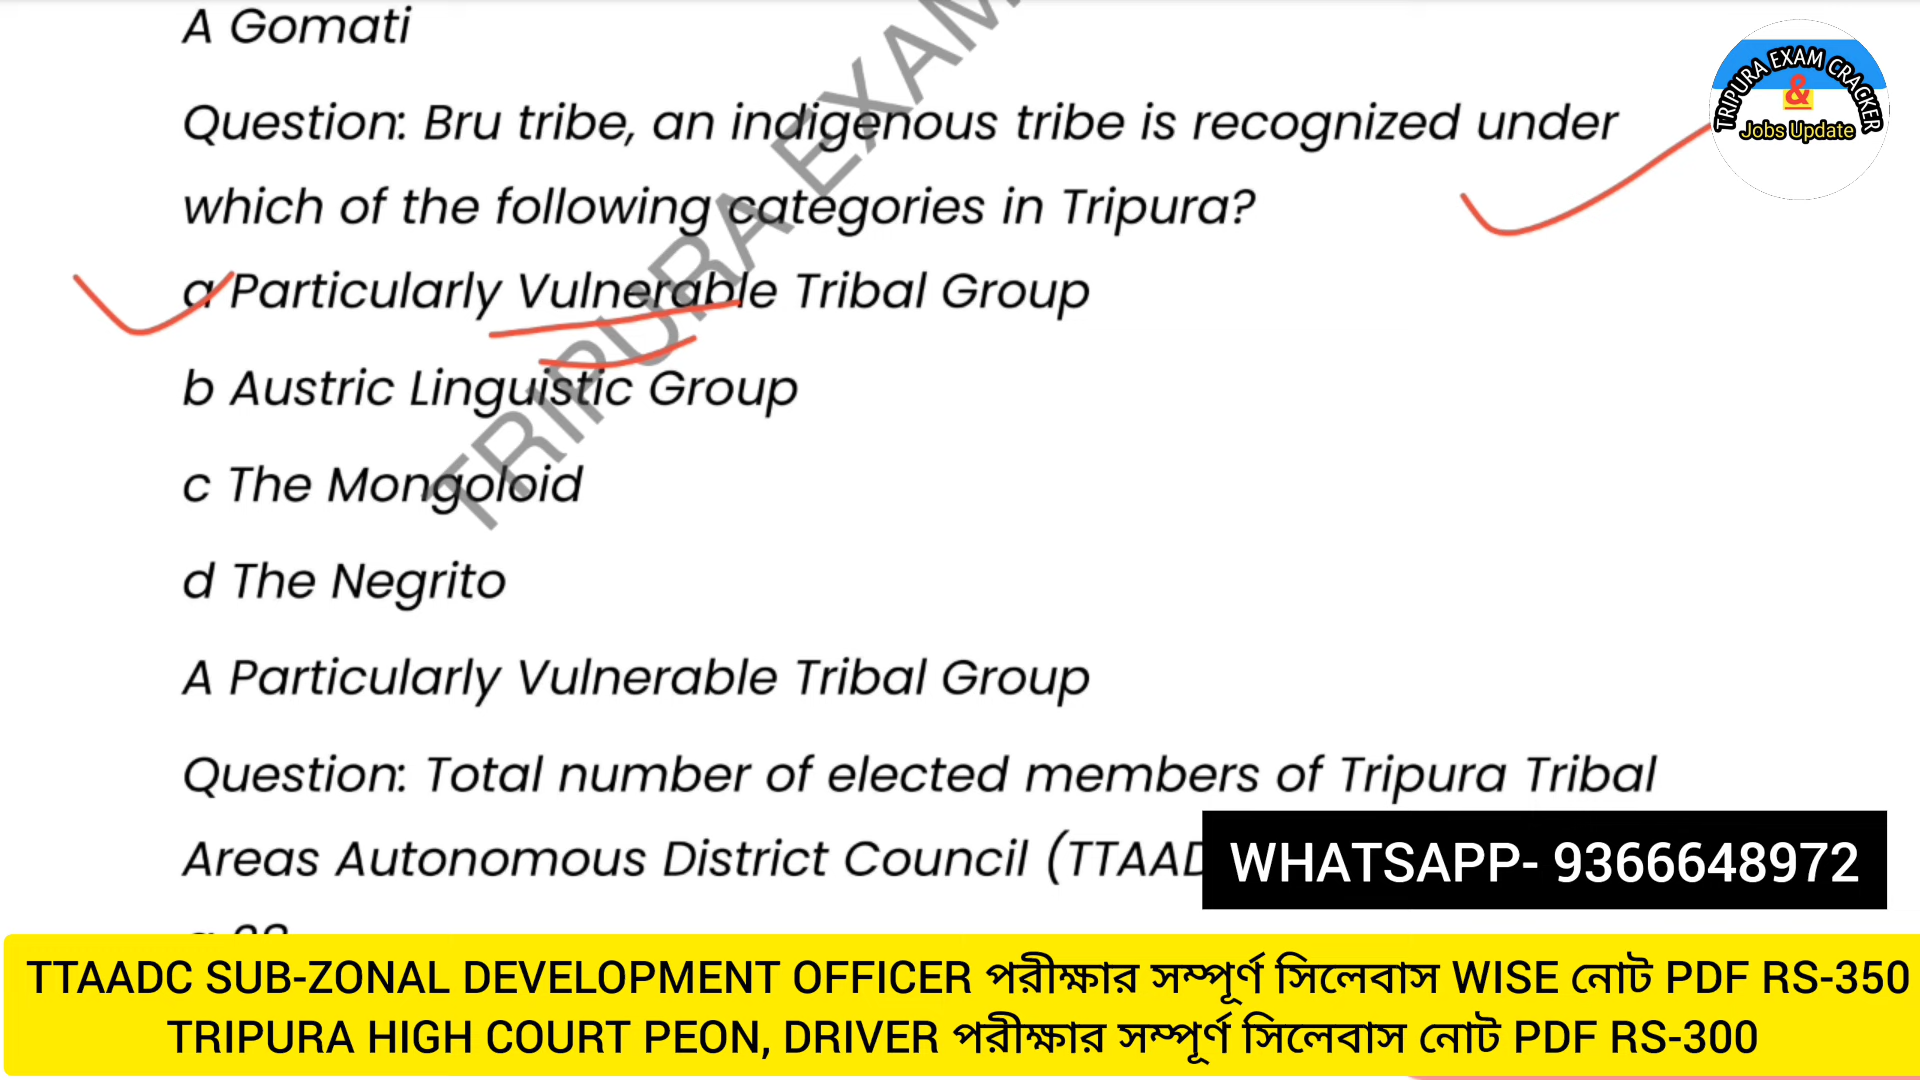 A Gomati
Question: Bru tribe, an indigenous tribe is recognized under
which of the following categories in Tripura?
a Particularly Vulnerable Tribal Group
b Austric Linguistic Group
c The Mongoloid
d The Negrito
A Particularly Vulnerable Tribal Group
Question: Total number of elected members of Tripura Tribal
Areas Autonomous District Council (TTAAD
TRIPURA EXAM
TRIPURA EXAM CRACKER
&
Jobs Update
WHATSAPP- 9366648972
TTAADC SUB-ZONAL DEVELOPMENT OFFICER পরীক্ষার সম্পূর্ণ সিলেবাস WISE নোট PDF RS-350
TRIPURA HIGH COURT PEON, DRIVER পরীক্ষার সম্পূর্ণ সিলেবাস নোট PDF RS-300